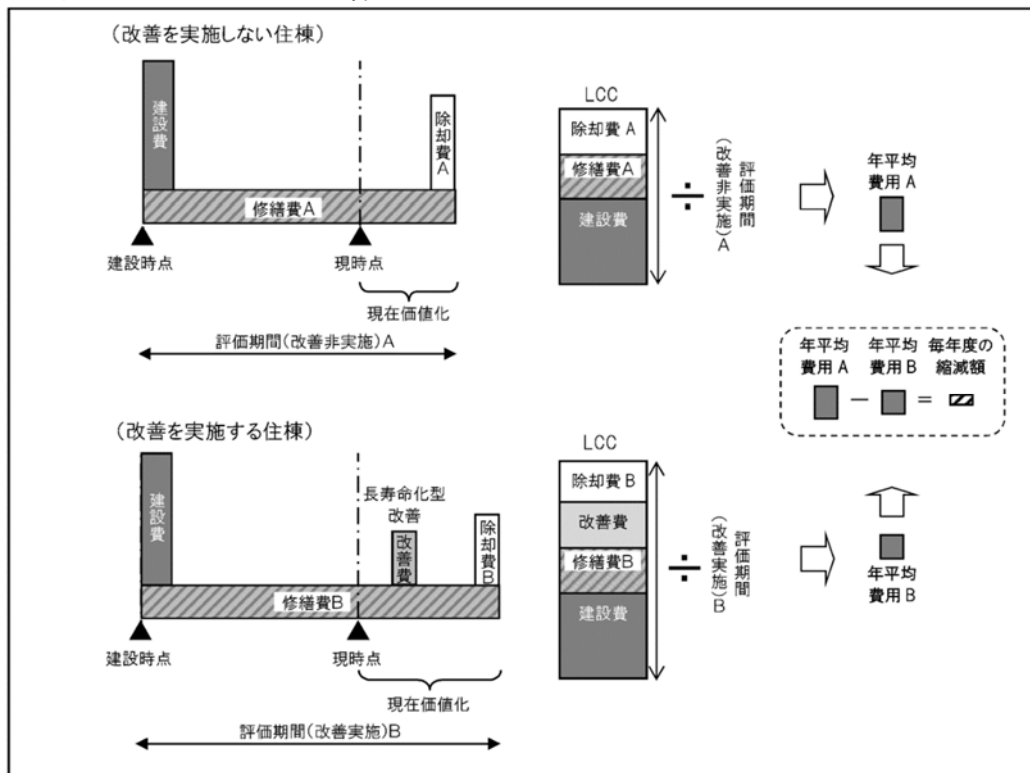 (改善を実施しない住棟)
建設費
除却費A
修繕費A
建設時点
現時点
現在価値化
評価期間(改善非実施)A
LCC
除却費A
修繕費A
建設費
÷
評価期間
(改善非実施)A
年平均
費用A
年平均
費用A
年平均
費用B
毎年度の
縮減額
− =
(改善を実施する住棟)
建設費
長寿命化型
改善
改善費
除却費B
修繕費B
建設時点
現時点
現在価値化
評価期間(改善実施)B
LCC
除却費B
改善費
修繕費B
建設費
÷
評価期間
(改善実施)B
年平均
費用B